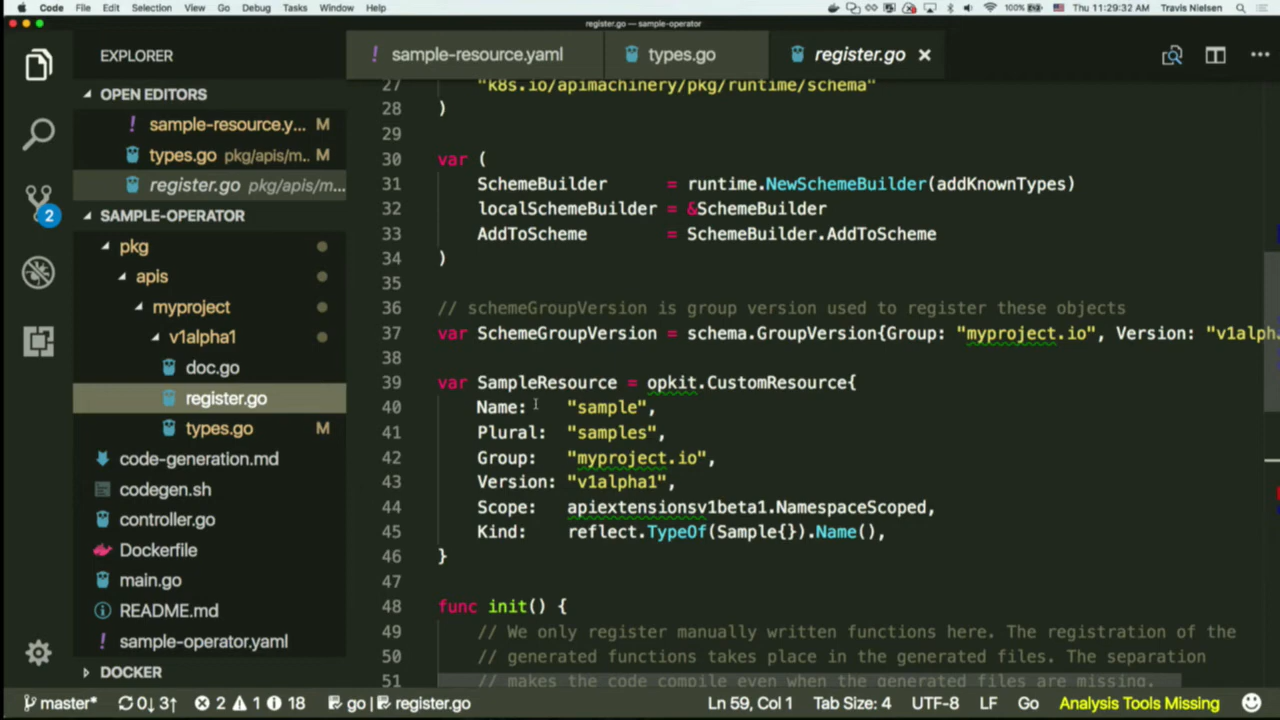 Code File Edit Selection View Go Debug Tasks Window Help 100% Thu 11:29:32 Travis Nielsen
register.go — sample-operator
EXPLORER
OPEN EDITORS
! sample-resource.y... M
types.go pkg/apis/m.. M
register.go pkg/apis/m...
SAMPLE-OPERATOR
pkg
apis
myproject
v1alpha1
doc.go
register.go
types.go M
code-generation.md
codegen.sh
controller.go
Dockerfile
main.go
README.md
! sample-operator.yaml
DOCKER
2
! sample-resource.yaml types.go register.go
27 "k8s.io/apimachinery/pkg/runtime/schema"
28 )
29
30 var (
31 SchemeBuilder = runtime.NewSchemeBuilder(addKnownTypes)
32 localSchemeBuilder = &SchemeBuilder
33 AddToScheme = SchemeBuilder.AddToScheme
34 )
35
36 // schemeGroupVersion is group version used to register these objects
37 var SchemeGroupVersion = schema.GroupVersion{Group: "myproject.io", Version: "v1alph
38
39 var SampleResource = opkit.CustomResource{
40 Name: "sample",
41 Plural: "samples",
42 Group: "myproject.io",
43 Version: "v1alpha1",
44 Scope: apiextensionsv1beta1.NamespaceScoped,
45 Kind: reflect.TypeOf(Sample{}).Name(),
46 }
47
48 func init() {
49 // We only register manually written functions here. The registration of the
50 // generated functions takes place in the generated files. The separation
51 // makes the code compile even when the generated files are missing.
master* 0↓ 3↑ 2 1 18 go register.go Ln 59, Col 1 Tab Size: 4 UTF-8 LF Go Analysis Tools Missing